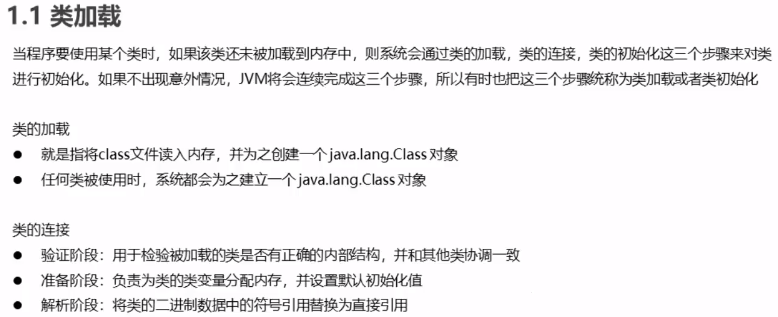 1.1 类加载
当程序要使用某个类时，如果该类还未被加载到内存中，则系统会通过类的加载，类的连接，类的初始化这三个步骤来对类
进行初始化。如果不出现意外情况，JVM将会连续完成这三个步骤，所以有时也把这三个步骤统称为类加载或者类初始化
类的加载
● 就是指将class文件读入内存，并为之创建一个 java.lang.Class 对象
● 任何类被使用时，系统都会为之建立一个 java.lang.Class 对象
类的连接
● 验证阶段：用于检验被加载的类是否有正确的内部结构，并和其他类协调一致
● 准备阶段：负责为类的类变量分配内存，并设置默认初始化值
● 解析阶段：将类的二进制数据中的符号引用替换为直接引用